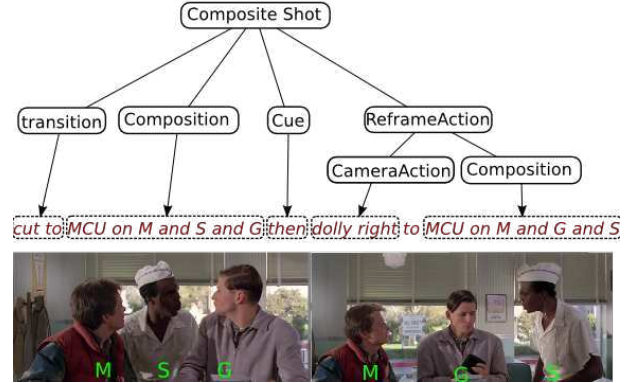 Composite Shot
transition
Composition
Cue
ReframeAction
CameraAction
Composition
cut to MCU on M and S and G then dolly right to MCU on M and G and S
M S G
M G S